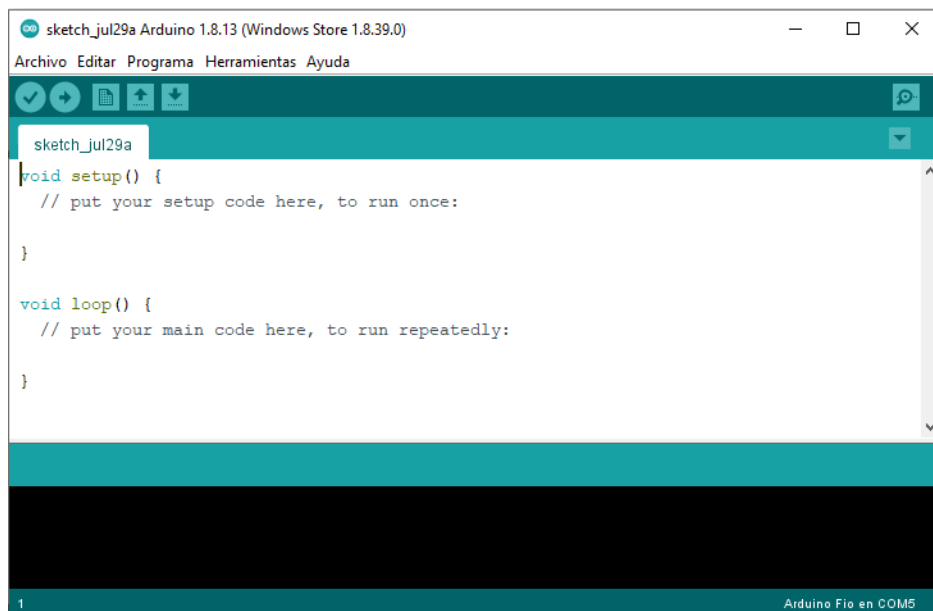 sketch_jul29a Arduino 1.8.13 (Windows Store 1.8.39.0)
Archivo Editar Programa Herramientas Ayuda
sketch_jul29a
void setup() {
  // put your setup code here, to run once:
}
void loop() {
  // put your main code here, to run repeatedly:
}
1 Arduino Fio en COM5